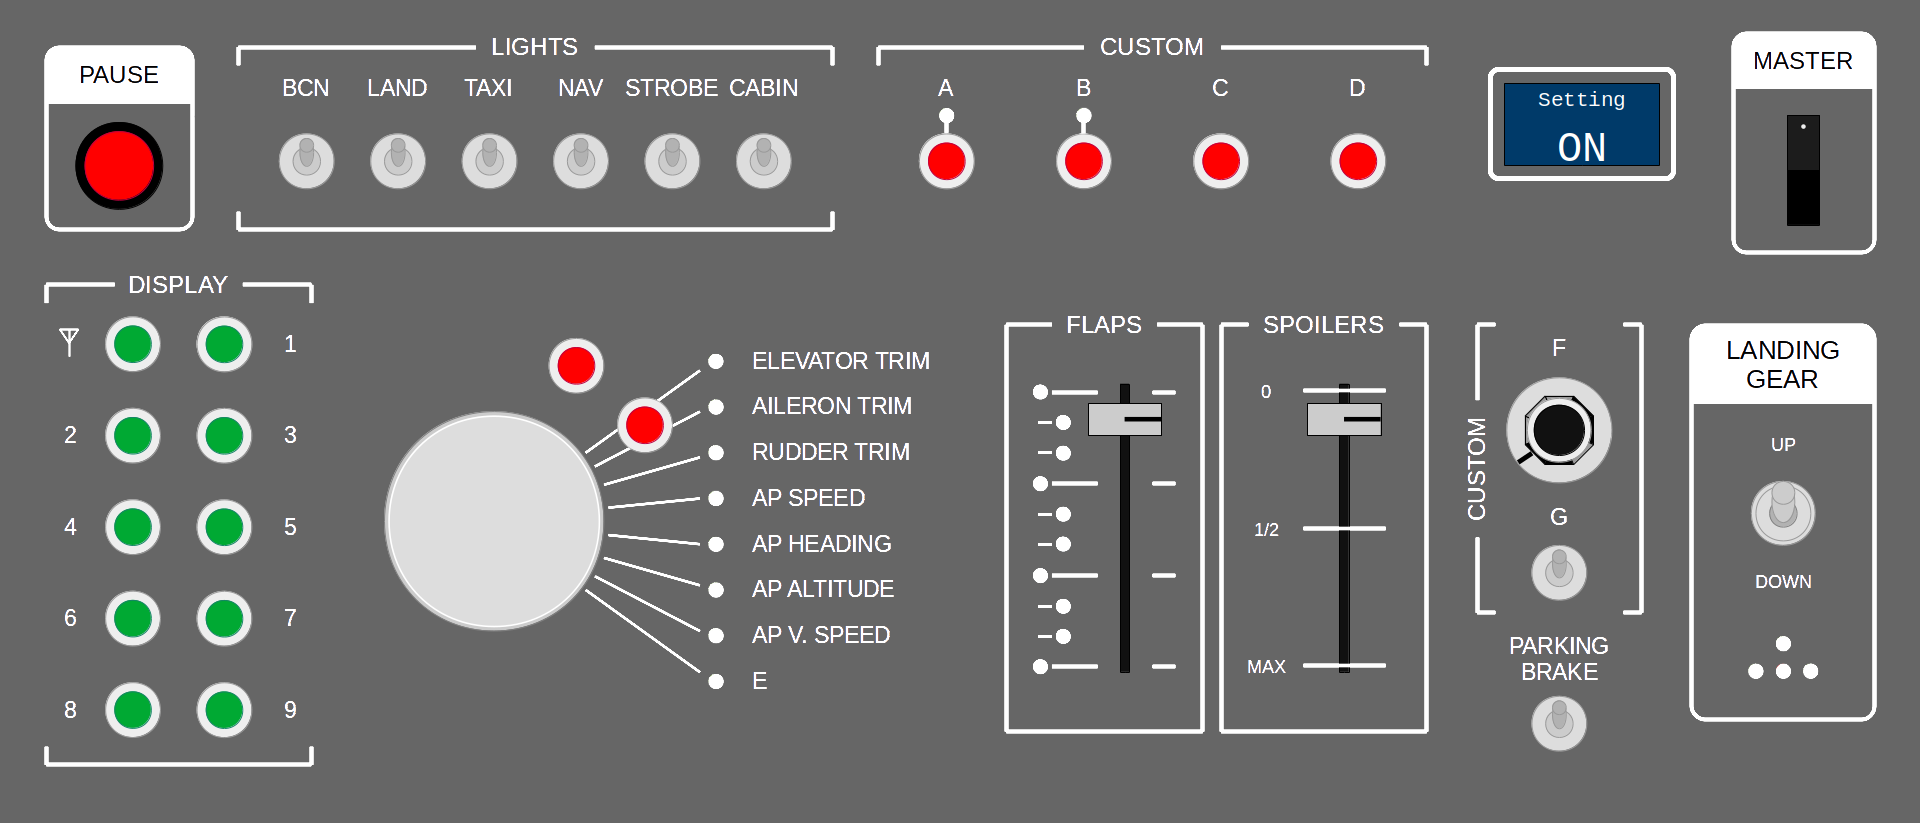 PAUSE
LIGHTS
BCN LAND TAXI NAV STROBE CABIN
CUSTOM
A B C D
Setting
ON
MASTER
DISPLAY
1
2 3
4 5
6 7
8 9
ELEVATOR TRIM
AILERON TRIM
RUDDER TRIM
AP SPEED
AP HEADING
AP ALTITUDE
AP V. SPEED
E
FLAPS
SPOILERS
0
1/2
MAX
CUSTOM
F
G
PARKING
BRAKE
LANDING
GEAR
UP
DOWN